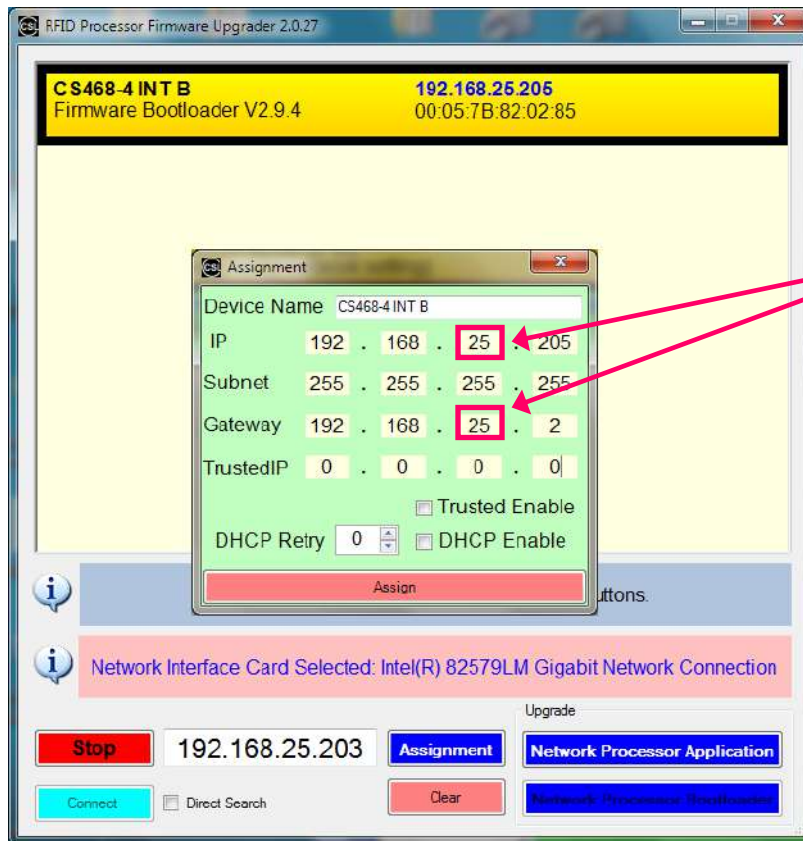 CSL RFID Processor Firmware Upgrader 2.0.27
CS468-4 INT B 192.168.25.205
Firmware Bootloader V2.9.4 00:05:7B:82:02:85
CSL Assignment
Device Name CS468-4 INT B
IP 192 . 168 . 25 . 205
Subnet 255 . 255 . 255 . 255
Gateway 192 . 168 . 25 . 2
TrustedIP 0 . 0 . 0 . 0
Trusted Enable
DHCP Retry 0 DHCP Enable
Assign
uttons.
Network Interface Card Selected: Intel(R) 82579LM Gigabit Network Connection
Upgrade
Stop 192.168.25.203 Assignment Network Processor Application
Connect Direct Search Clear Network Processor Bootloader